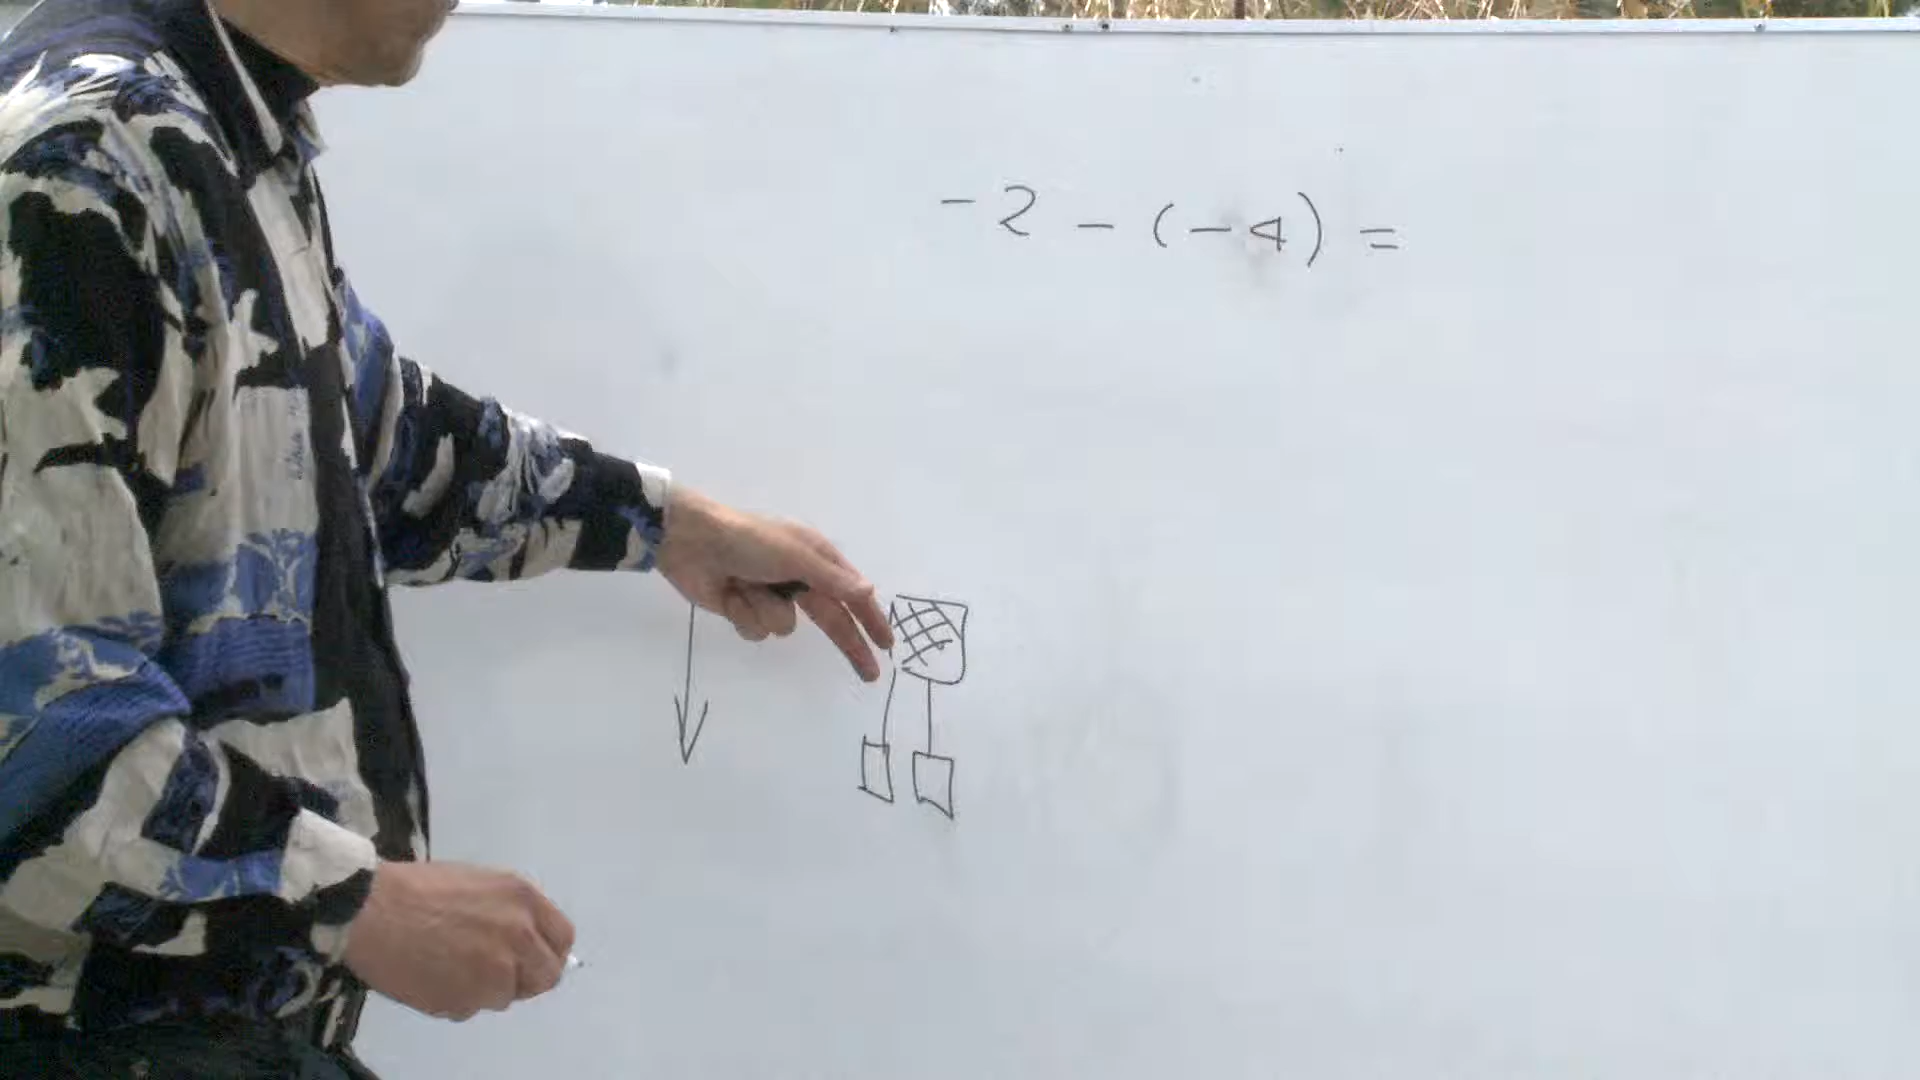 -2 - (-4) =